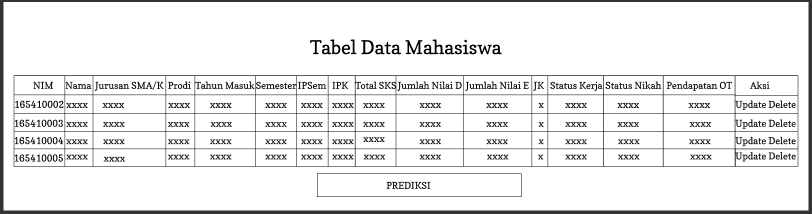 Tabel Data Mahasiswa
NIM Nama Jurusan SMA/K Prodi Tahun Masuk Semester IPSem IPK Total SKS Jumlah Nilai D Jumlah Nilai E JK Status Kerja Status Nikah Pendapatan OT Aksi
165410002 xxxx xxxx xxxx xxxx xxxx xxxx xxxx xxxx xxxx xxxx x xxxx xxxx xxxx Update Delete
165410003 xxxx xxxx xxxx xxxx xxxx xxxx xxxx xxxx xxxx xxxx x xxxx xxxx xxxx Update Delete
165410004 xxxx xxxx xxxx xxxx xxxx xxxx xxxx xxxx xxxx xxxx x xxxx xxxx xxxx Update Delete
165410005 xxxx xxxx xxxx xxxx xxxx xxxx xxxx xxxx xxxx xxxx x xxxx xxxx xxxx Update Delete
PREDIKSI